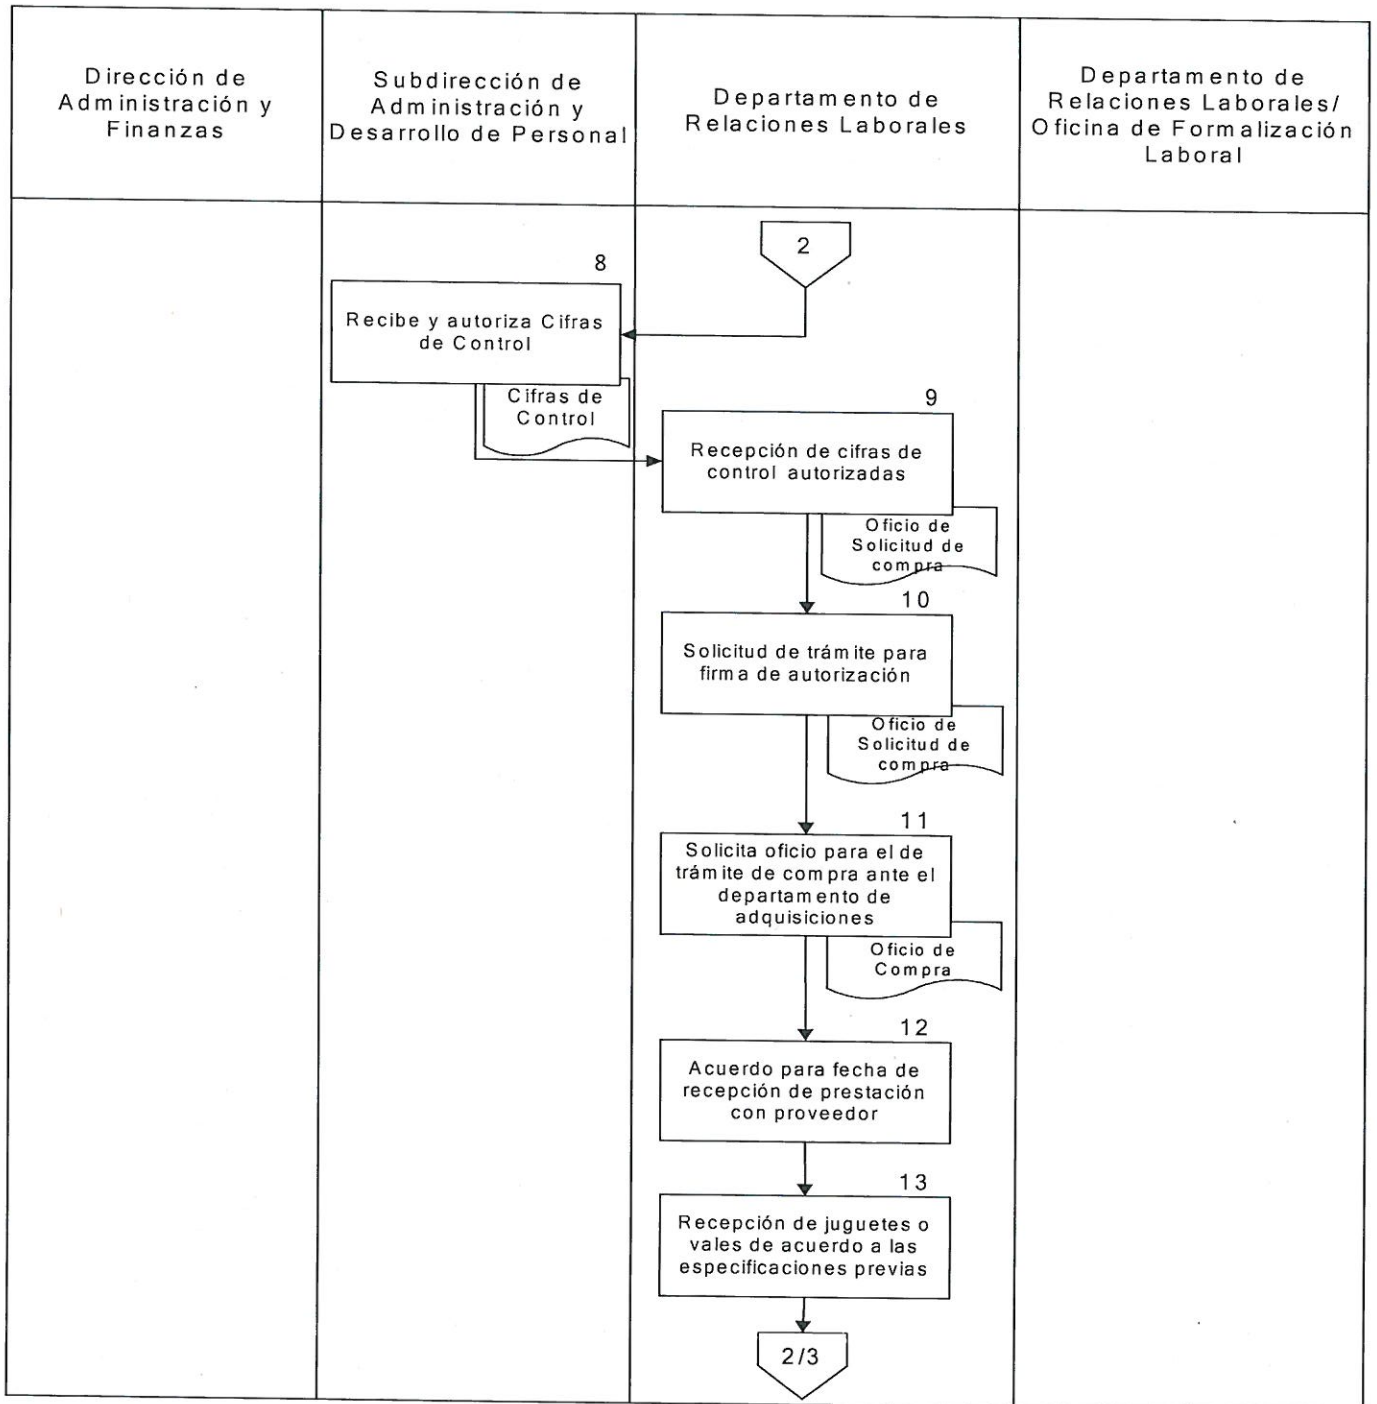 Dirección de
Administración y
Finanzas
Subdirección de
Administración y
Desarrollo de Personal
Departamento de
Relaciones Laborales
Departamento de
Relaciones Laborales/
Oficina de Formalización
Laboral
2
8
Recibe y autoriza Cifras
de Control
Cifras de
Control
9
Recepción de cifras de
control autorizadas
Oficio de
Solicitud de
compra
10
Solicitud de trámite para
firma de autorización
Oficio de
Solicitud de
compra
11
Solicita oficio para el de
trámite de compra ante el
departamento de
adquisiciones
Oficio de
Compra
12
Acuerdo para fecha de
recepción de prestación
con proveedor
13
Recepción de juguetes o
vales de acuerdo a las
especificaciones previas
2/3